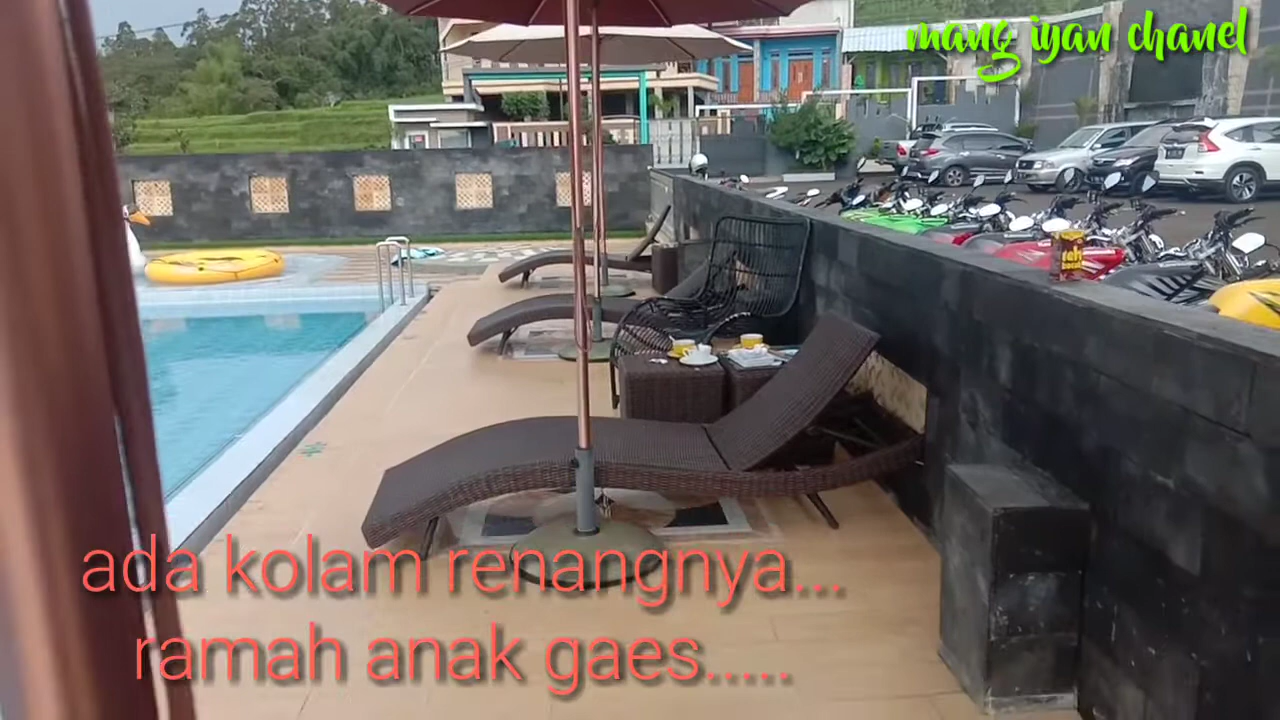 mang iyan chanel
ada kolam renangnya...
ramah anak gaes.....